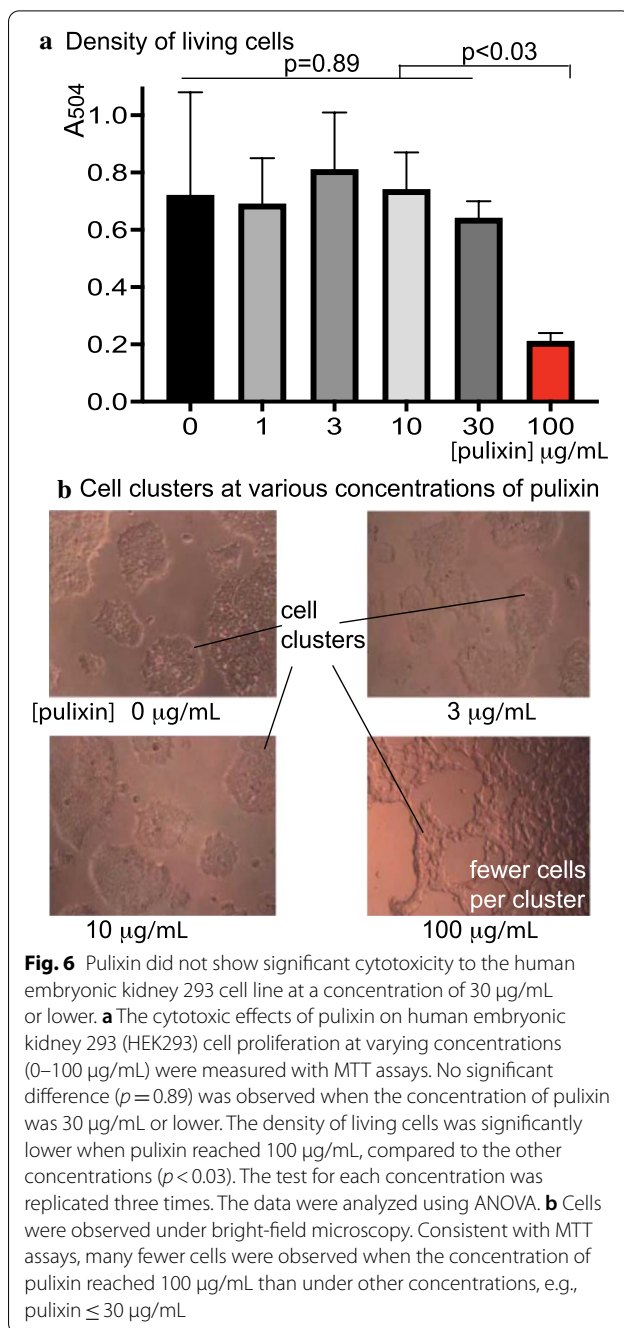 a Density of living cells
p=0.89
p<0.03
A504
1.0
0.8
0.6
0.4
0.2
0.0
0 1 3 10 30 100
[pulixin] µg/mL
b Cell clusters at various concentrations of pulixin
cell
clusters
[pulixin] 0 µg/mL
3 µg/mL
fewer cells
per cluster
10 µg/mL
100 µg/mL
Fig. 6 Pulixin did not show significant cytotoxicity to the human
embryonic kidney 293 cell line at a concentration of 30 µg/mL
or lower. a The cytotoxic effects of pulixin on human embryonic
kidney 293 (HEK293) cell proliferation at varying concentrations
(0–100 µg/mL) were measured with MTT assays. No significant
difference (p = 0.89) was observed when the concentration of pulixin
was 30 µg/mL or lower. The density of living cells was significantly
lower when pulixin reached 100 µg/mL, compared to the other
concentrations (p < 0.03). The test for each concentration was
replicated three times. The data were analyzed using ANOVA. b Cells
were observed under bright-field microscopy. Consistent with MTT
assays, many fewer cells were observed when the concentration of
pulixin reached 100 µg/mL than under other concentrations, e.g.,
pulixin ≤ 30 µg/mL